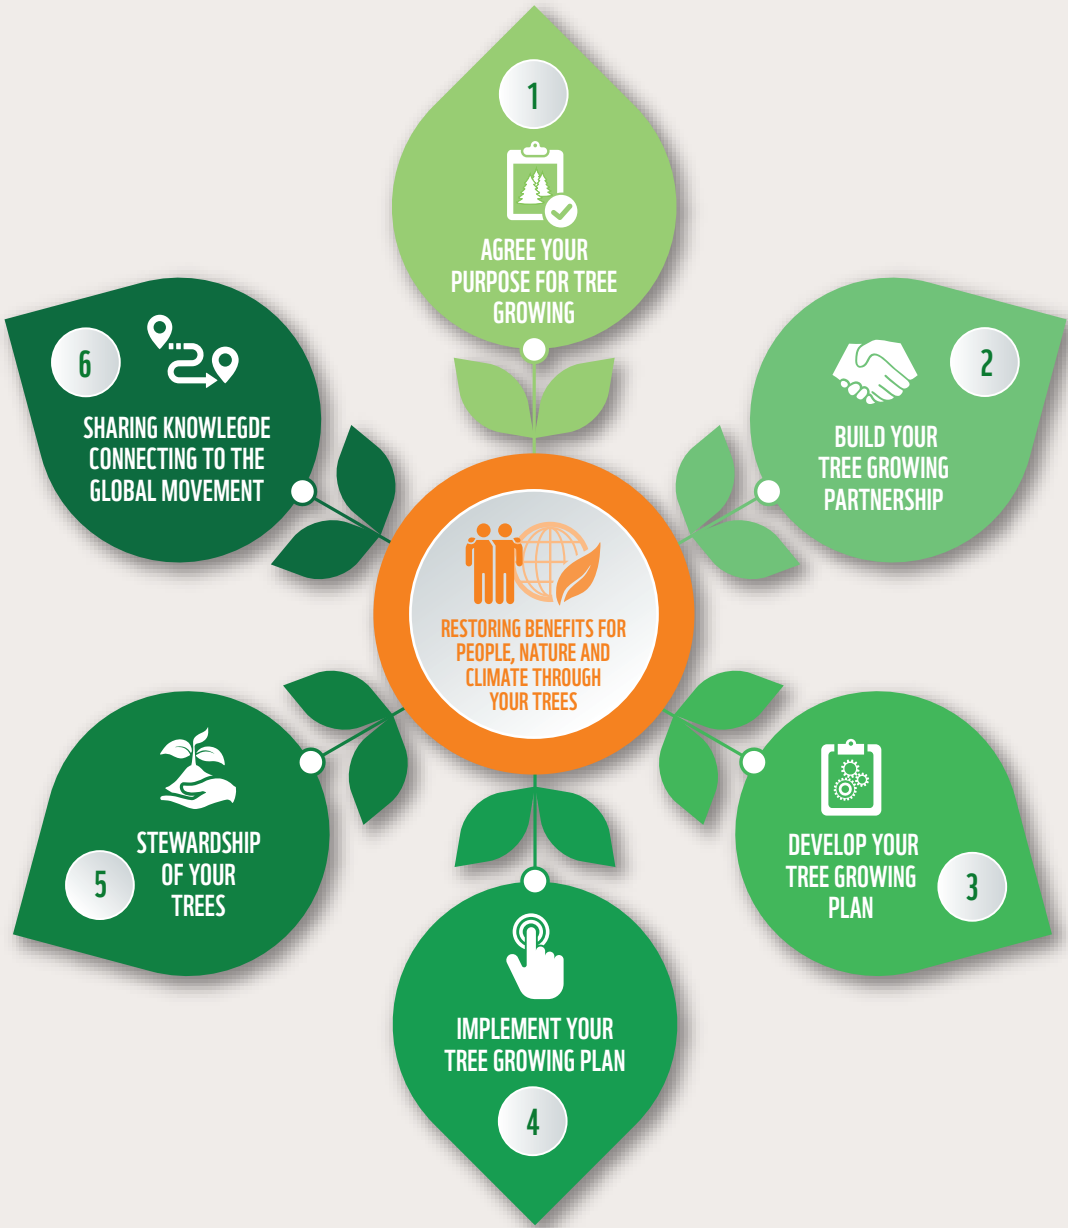 1
AGREE YOUR
PURPOSE FOR TREE
GROWING
2
BUILD YOUR
TREE GROWING
PARTNERSHIP
3
DEVELOP YOUR
TREE GROWING
PLAN
IMPLEMENT YOUR
TREE GROWING PLAN
4
STEWARDSHIP
OF YOUR
TREES
5
6
SHARING KNOWLEGDE
CONNECTING TO THE
GLOBAL MOVEMENT
RESTORING BENEFITS FOR
PEOPLE, NATURE AND
CLIMATE THROUGH
YOUR TREES